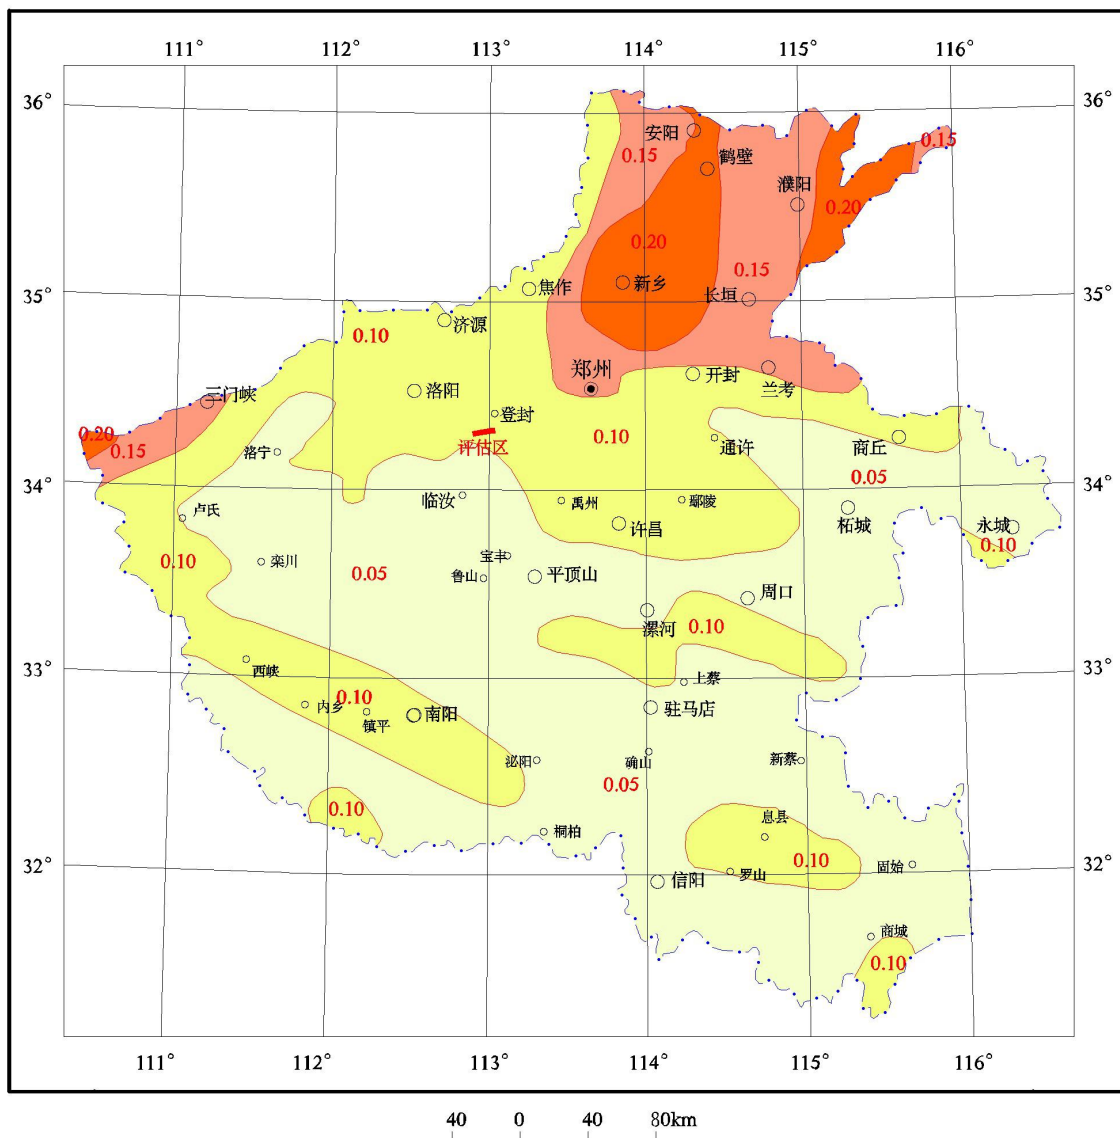 111° 112° 113° 114° 115° 116°
36° 36°
安阳
0.15
鹤壁
0.15
濮阳
0.20
0.20
0.15
焦作
新乡
长垣
35° 35°
济源
0.10
郑州
开封
兰考
三门峡
洛阳
登封
0.20
0.15
评估区
0.10
通许
商丘
洛宁
0.05
34° 34°
临汝
禹州
鄢陵
卢氏
许昌
柘城
永城
0.10
0.10
栾川
0.05
宝丰
鲁山
平顶山
周口
漯河
0.10
33° 33°
西峡
上蔡
内乡
0.10
镇平
南阳
驻马店
泌阳
确山
新蔡
0.05
0.10
息县
桐柏
0.10
32° 32°
信阳
罗山
固始
商城
0.10
111° 112° 113° 114° 115° 116°
40 0 40 80km